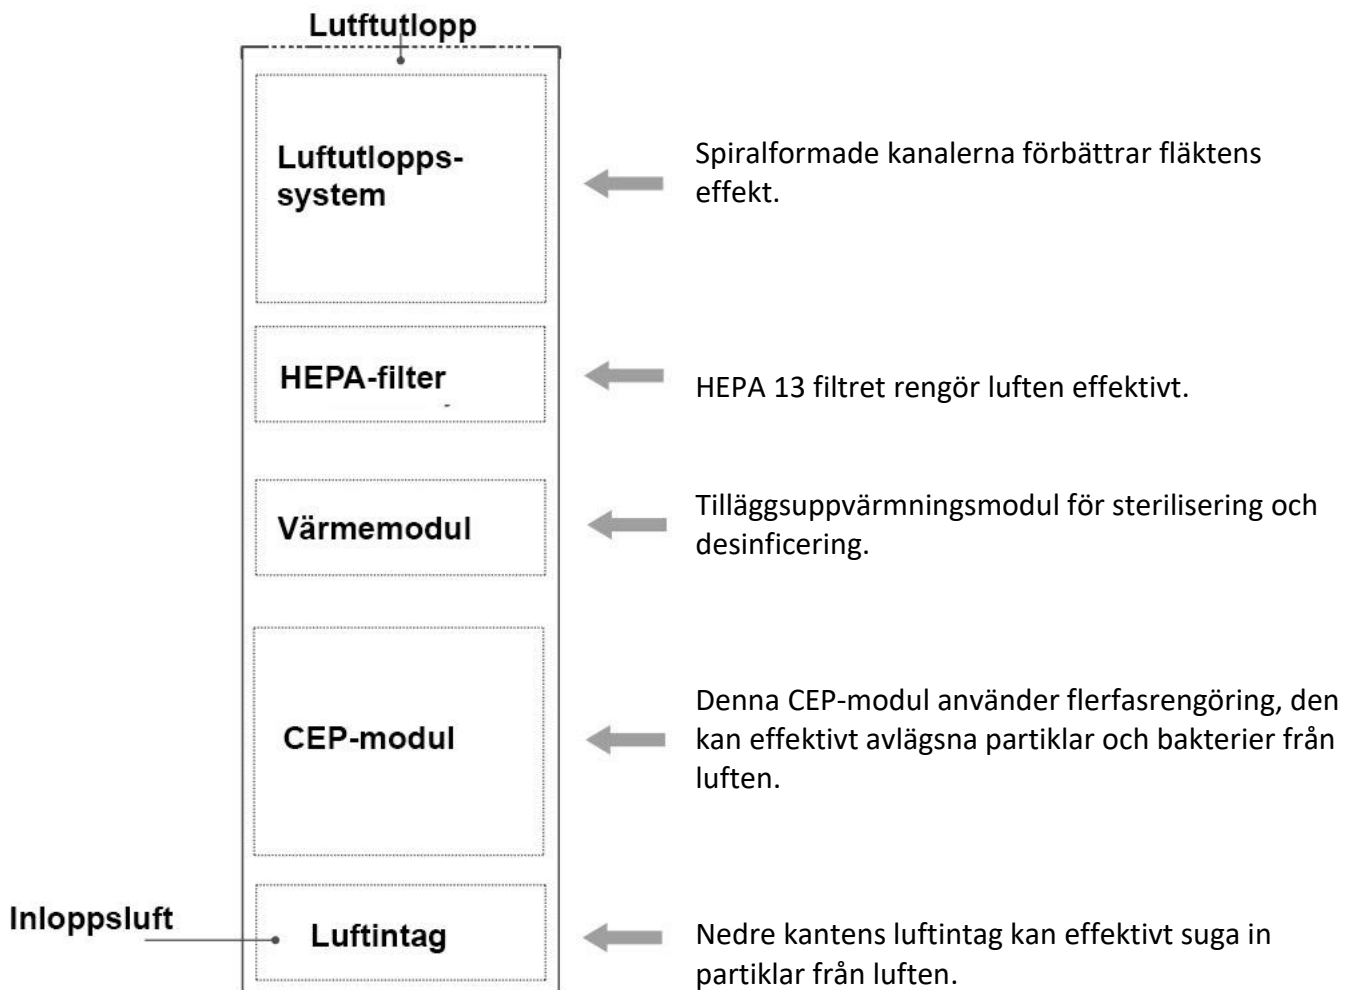 Lutftutlopp
Luftutlopps-
system
Spiralformade kanalerna förbättrar fläktens
effekt.
HEPA-filter
HEPA 13 filtret rengör luften effektivt.
Värmemodul
Tilläggsuppvärmningsmodul för sterilisering och
desinficering.
CEP-modul
Denna CEP-modul använder flerfasrengöring, den
kan effektivt avlägsna partiklar och bakterier från
luften.
Inloppsluft
Luftintag
Nedre kantens luftintag kan effektivt suga in
partiklar från luften.